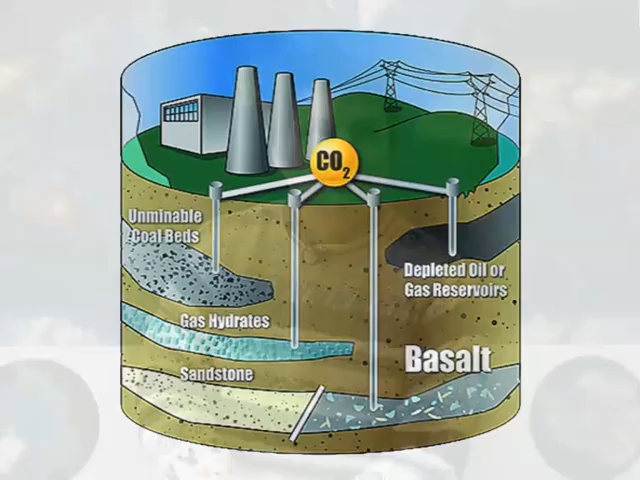 CO2
Unminable
Coal Beds
Depleted Oil or
Gas Reservoirs
Gas Hydrates
Basalt
Sandstone